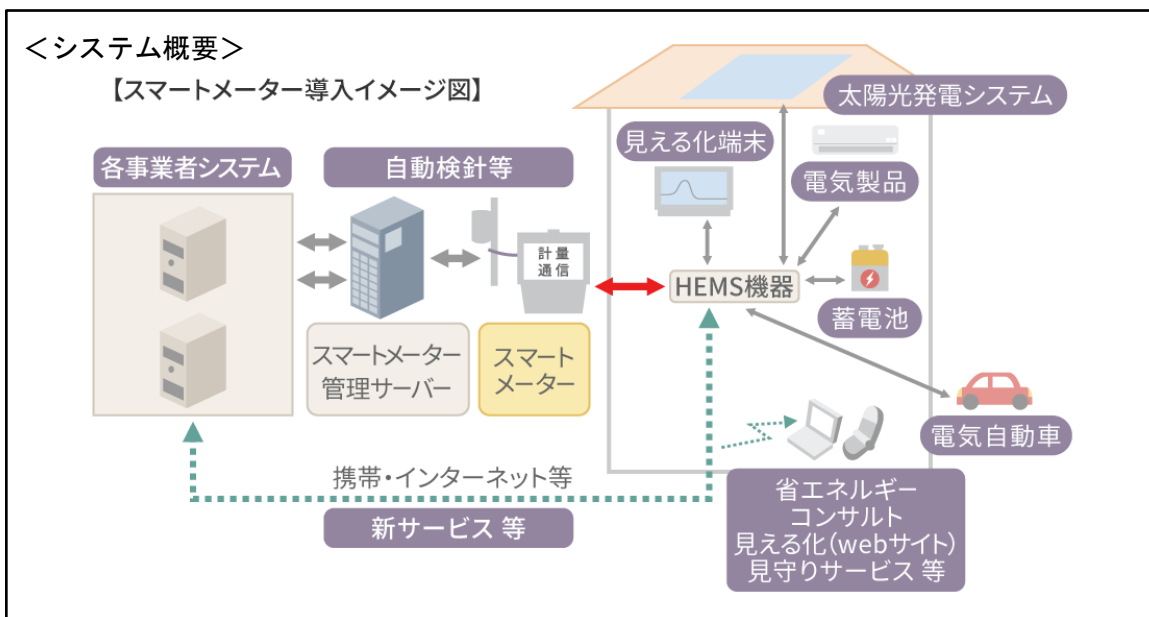 ＜システム概要＞
【スマートメーター導入イメージ図】
太陽光発電システム
見える化端末
各事業者システム
自動検針等
電気製品
計量
通信
HEMS機器
蓄電池
スマートメーター
管理サーバー
スマート
メーター
電気自動車
携帯・インターネット等
新サービス 等
省エネルギー
コンサルト
見える化(webサイト)
見守りサービス 等